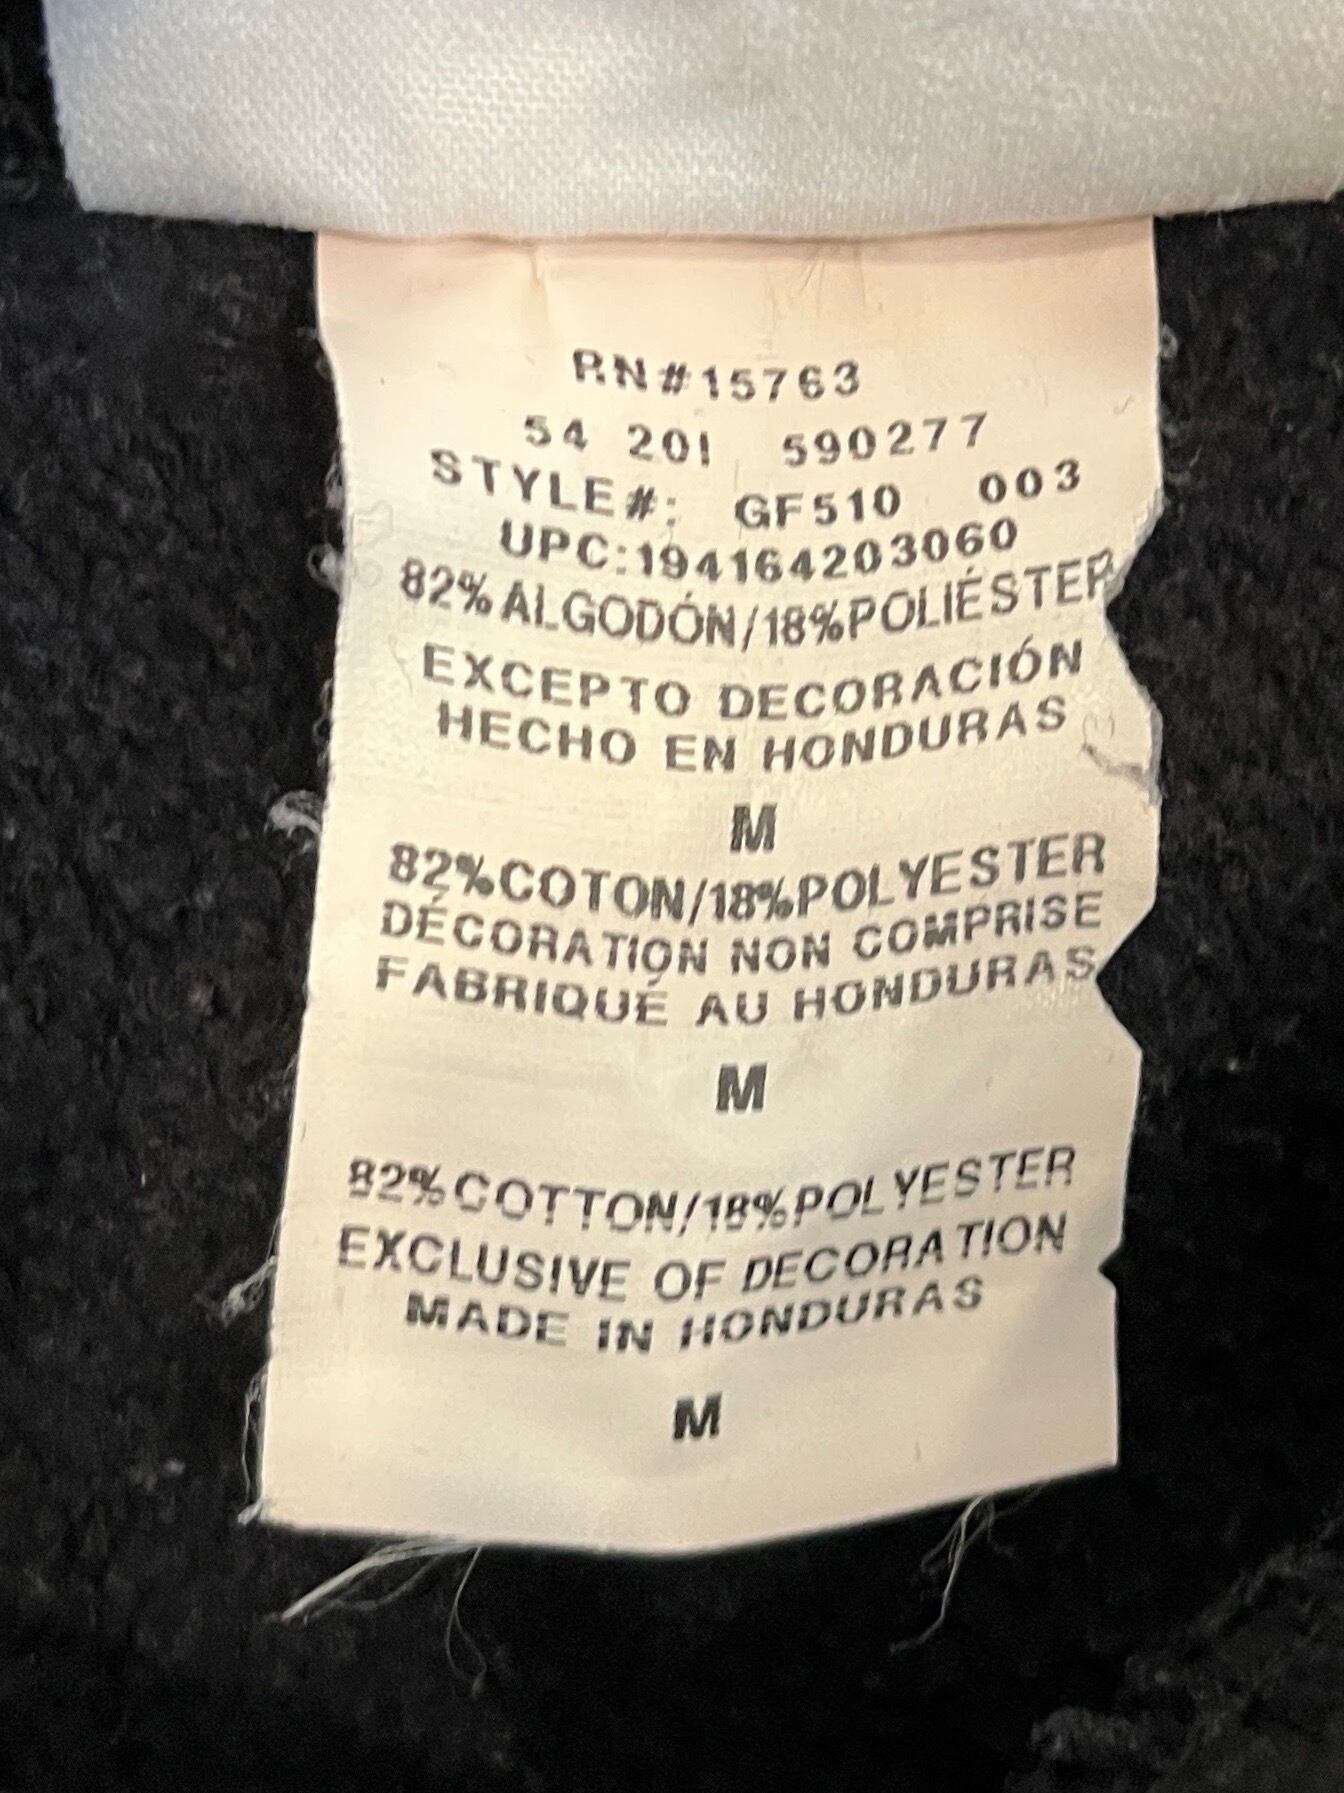 RN#15763
54 201 590277
STYLE#: GF510 003
UPC:194164203060
82%ALGODÓN/18%POLIÉSTER
EXCEPTO DECORACIÓN
HECHO EN HONDURAS
M
82%COTON/18%POLYESTER
DÉCORATION NON COMPRISE
FABRIQUÉ AU HONDURAS
M
82%COTTON/18%POLYESTER
EXCLUSIVE OF DECORATION
MADE IN HONDURAS
M